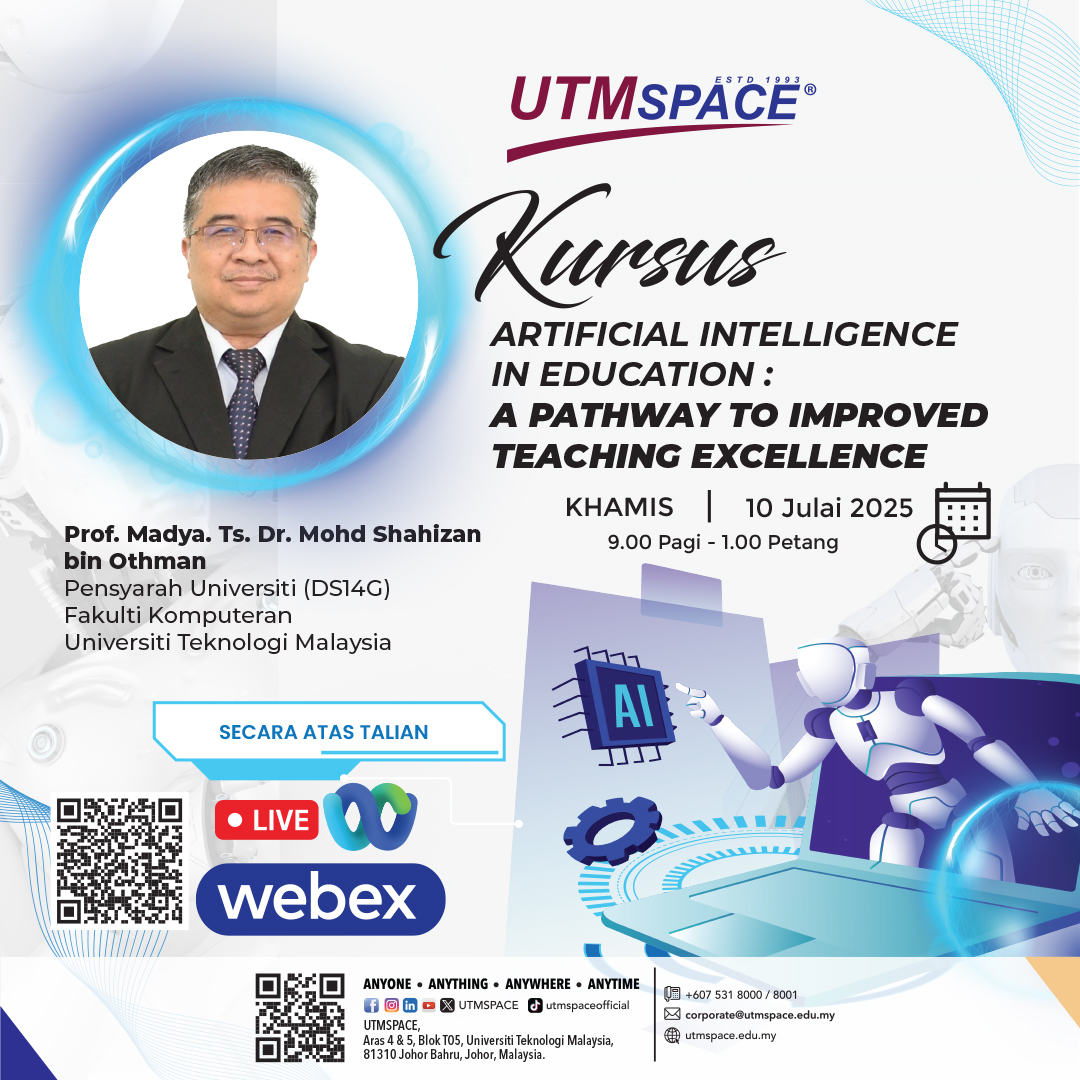 ESTD 1993
UTMSPACE®
Kursus
ARTIFICIAL INTELLIGENCE
IN EDUCATION :
A PATHWAY TO IMPROVED
TEACHING EXCELLENCE
KHAMIS | 10 Julai 2025
9.00 Pagi - 1.00 Petang
Prof. Madya. Ts. Dr. Mohd Shahizan
bin Othman
Pensyarah Universiti (DS14G)
Fakulti Komputeran
Universiti Teknologi Malaysia
AI
SECARA ATAS TALIAN
LIVE
webex
ANYONE • ANYTHING • ANYWHERE • ANYTIME
UTMSPACE utmspaceofficial
UTMSPACE,
Aras 4 & 5, Blok T05, Universiti Teknologi Malaysia,
81310 Johor Bahru, Johor, Malaysia.
+607 531 8000 / 8001
corporate@utmspace.edu.my
utmspace.edu.my